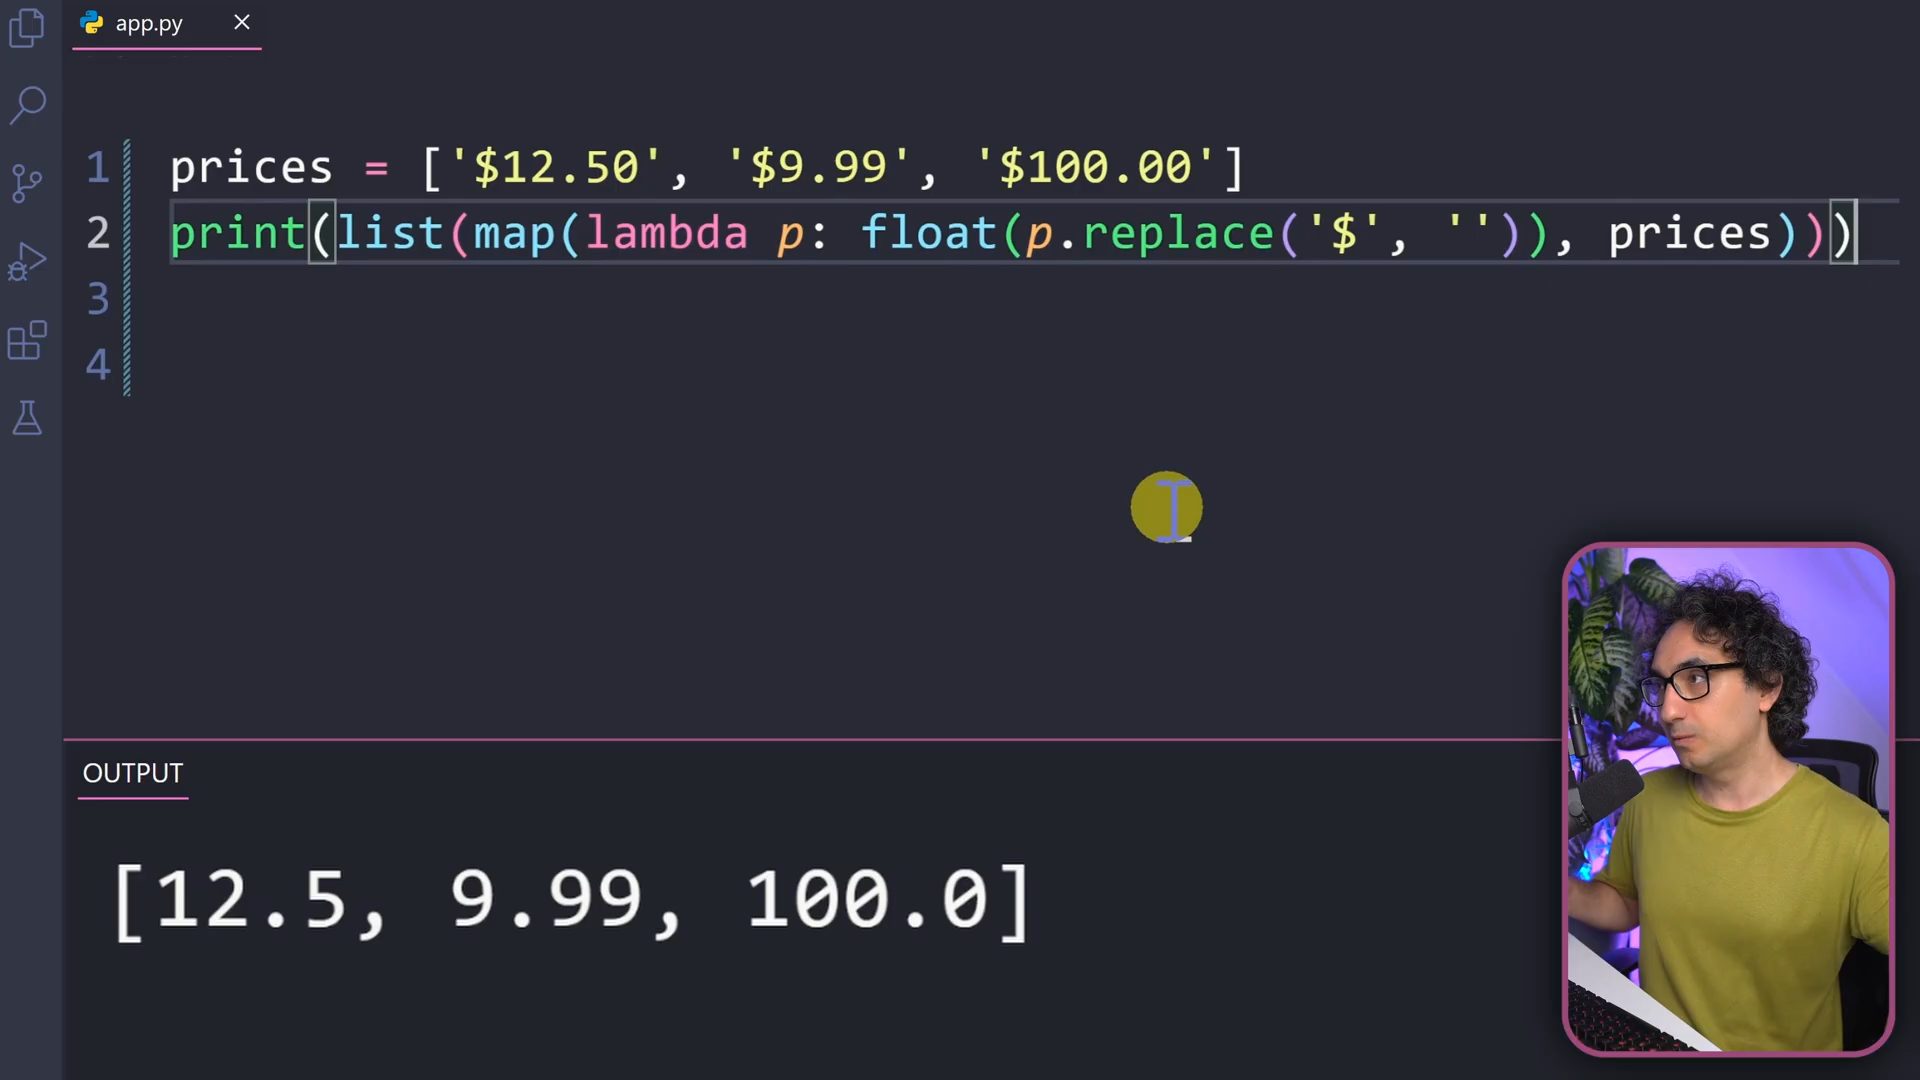 app.py
1 prices = ['$12.50', '$9.99', '$100.00']
2 print(list(map(lambda p: float(p.replace('$', '')), prices)))
3
4
OUTPUT
[12.5, 9.99, 100.0]